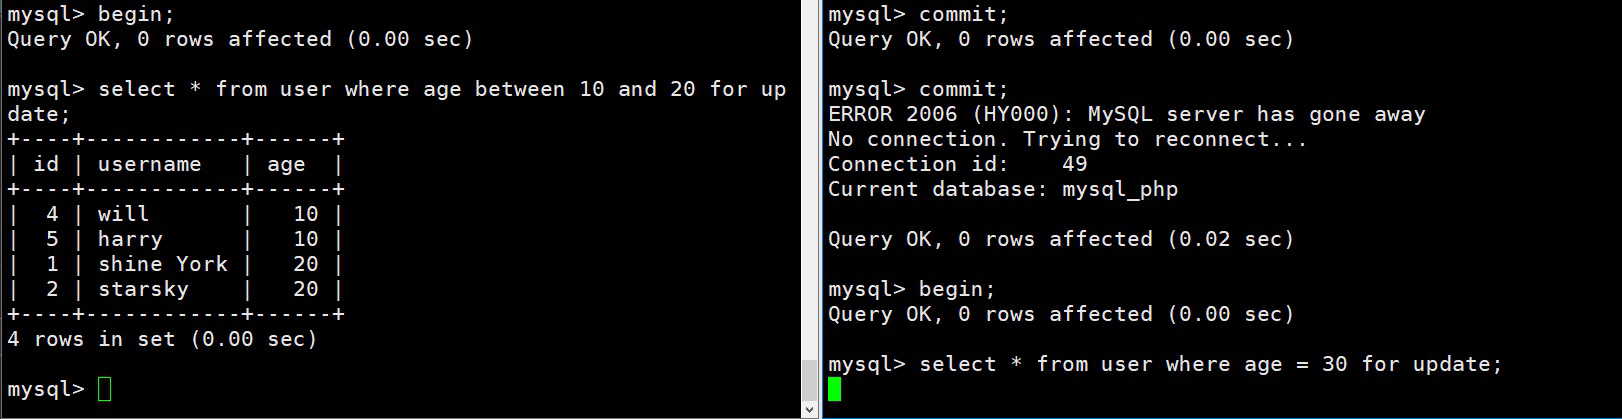 mysql> begin;
Query OK, 0 rows affected (0.00 sec)
mysql> select * from user where age between 10 and 20 for up
date;
+----+------------+------+
| id | username   | age  |
+----+------------+------+
|  4 | will       |   10 |
|  5 | harry      |   10 |
|  1 | shine York |   20 |
|  2 | starsky    |   20 |
+----+------------+------+
4 rows in set (0.00 sec)
mysql>
mysql> commit;
Query OK, 0 rows affected (0.00 sec)
mysql> commit;
ERROR 2006 (HY000): MySQL server has gone away
No connection. Trying to reconnect...
Connection id:    49
Current database: mysql_php
Query OK, 0 rows affected (0.02 sec)
mysql> begin;
Query OK, 0 rows affected (0.00 sec)
mysql> select * from user where age = 30 for update;